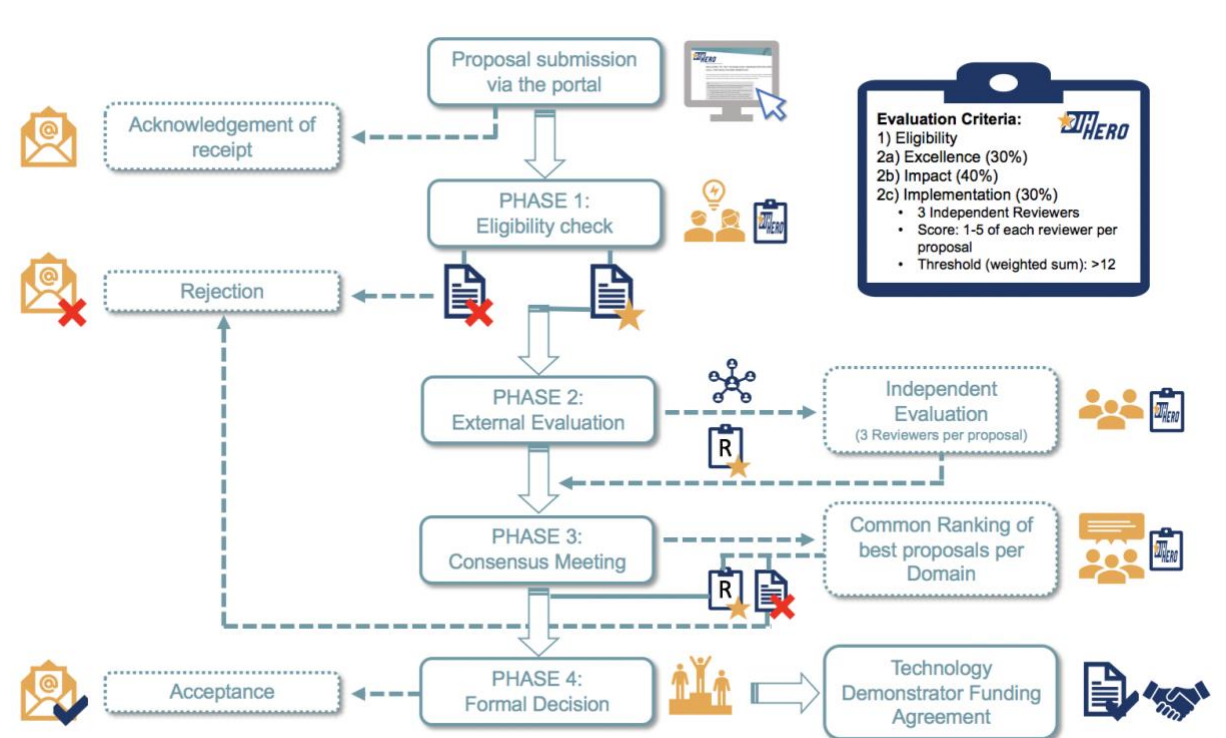 Proposal submission
via the portal
Acknowledgement of
receipt
PHASE 1:
Eligibility check
Rejection
PHASE 2:
External Evaluation
Independent
Evaluation
(3 Reviewers per proposal)
R
PHASE 3:
Consensus Meeting
Common Ranking of
best proposals per
Domain
R
PHASE 4:
Formal Decision
Acceptance
Technology
Demonstrator Funding
Agreement
Evaluation Criteria:
1) Eligibility
2a) Excellence (30%)
2b) Impact (40%)
2c) Implementation (30%)
• 3 Independent Reviewers
• Score: 1-5 of each reviewer per
proposal
• Threshold (weighted sum): >12
DIH HERO